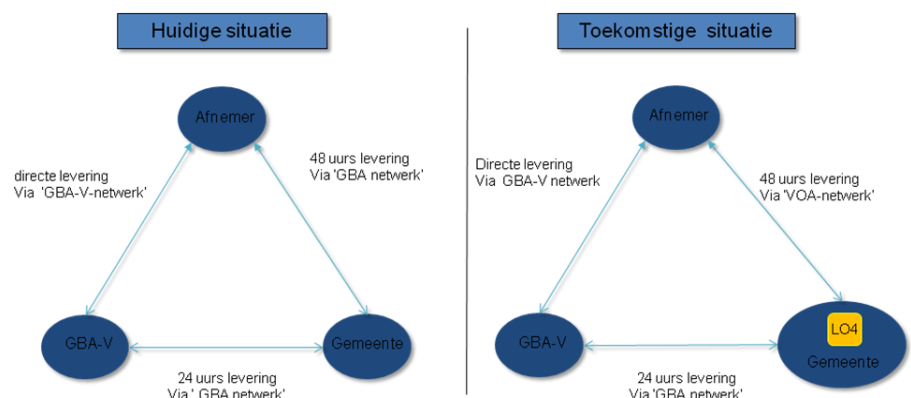 Huidige situatie
Afnemer
directe levering
Via 'GBA-V-netwerk'
48 uurs levering
Via 'GBA netwerk'
GBA-V
Gemeente
24 uurs levering
Via ' GBA netwerk'
Toekomstige situatie
Afnemer
Directe levering
Via GBA-V netwerk
48 uurs levering
Via 'VOA-netwerk'
GBA-V
LO4
Gemeente
24 uurs levering
Via 'GBA netwerk'